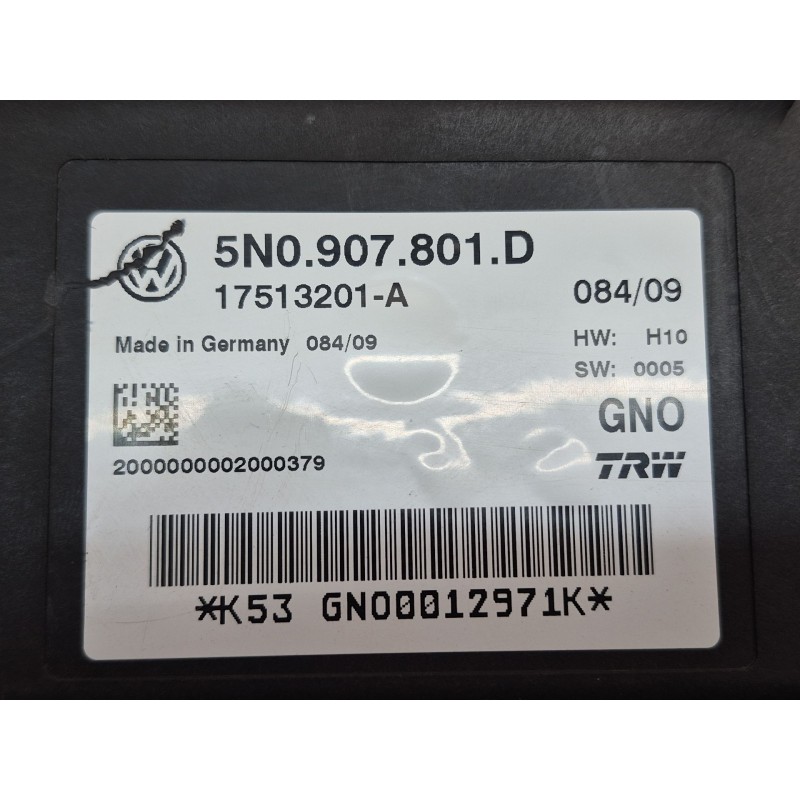 5N0.907.801.D
17513201-A 084/09
Made in Germany 084/09 HW: H10
SW: 0005
GNO
2000000002000379 TRW
*K53 GNO0012971K*